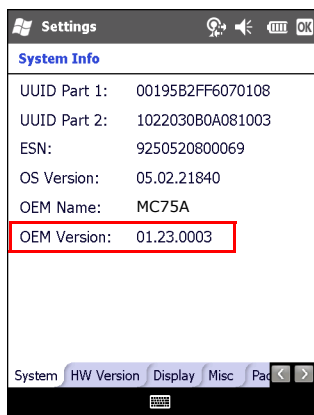 Settings OK
System Info
UUID Part 1: 00195B2FF6070108
UUID Part 2: 1022030B0A081003
ESN: 9250520800069
OS Version: 05.02.21840
OEM Name: MC75A
OEM Version: 01.23.0003
System HW Version Display Misc Pac